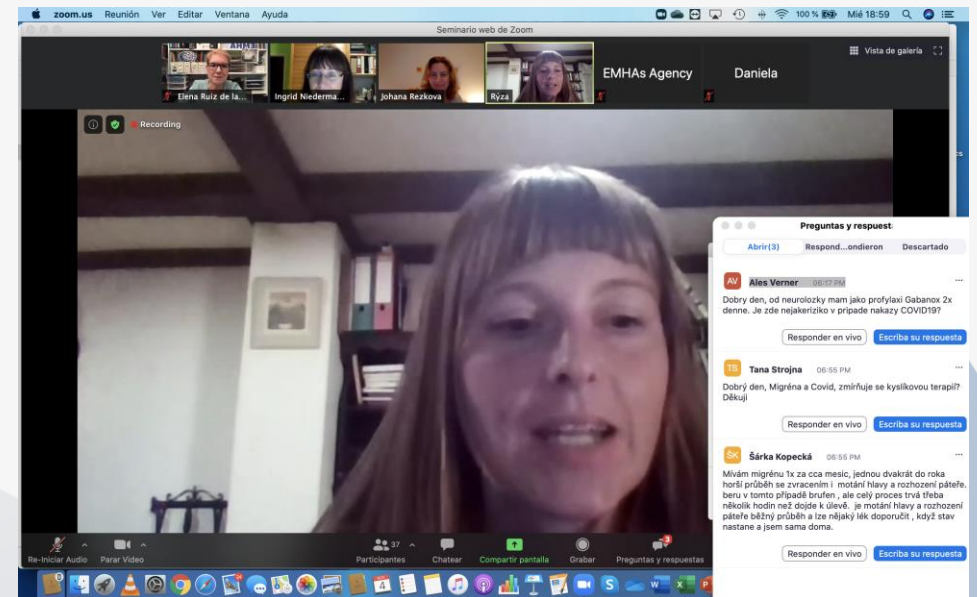 zoom.us Reunión Ver Editar Ventana Ayuda
100 % Mié 18:59
Seminario web de Zoom
Vista de galería
Elena Ruiz de la...
Ingrid Niederma...
Johana Rezkova
Rýza
EMHAs Agency
Daniela
Recording
Preguntas y respuest
Abrir(3) Respond...ondieron Descartado
AV Ales Verner 06:17 PM
Dobry den, od neurolozky mam jako profylaxi Gabanox 2x
denne. Je zde nejakeriziko v pripade nakazy COVID19?
Responder en vivo Escriba su respuesta
TS Tana Strojna 06:55 PM
Dobrý den, Migréna a Covid, zmírňuje se kyslíkovou terapií?
Děkuji
Responder en vivo Escriba su respuesta
ŠK Šárka Kopecká 06:55 PM
Mívám migrénu 1x za cca mesic, jednou dvakrát do roka
horší průběh se zvracením i motání hlavy a rozhození páteře.
beru v tomto případě brufen , ale celý proces trvá třeba
několik hodin než dojde k úlevě. je motání hlavy a rozhození
páteře běžný průběh a lze nějaký lék doporučit , když stav
nastane a jsem sama doma.
Responder en vivo Escriba su respuesta
Re-Iniciar Audio Parar Video 37 Participantes Chatear Compartir pantalla Grabar 3 Preguntas y respuestas